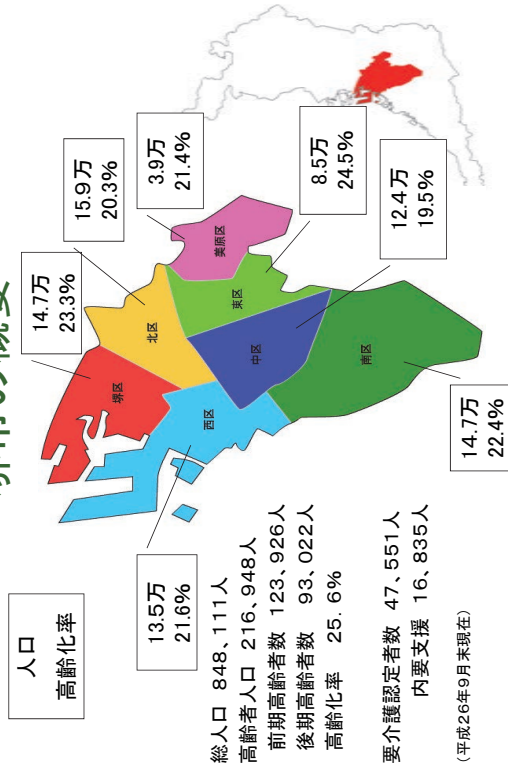 堺市の概要
人口
高齢化率
14.7万
23.3%
15.9万
20.3%
3.9万
21.4%
8.5万
24.5%
12.4万
19.5%
14.7万
22.4%
13.5万
21.6%
堺区
北区
美原区
東区
中区
西区
南区
総人口 848、111人
高齢者人口 216、948人
前期高齢者数 123、926人
後期高齢者数 93、022人
高齢化率 25. 6%
要介護認定者数 47、551人
内要支援 16、835人
(平成26年9月末現在)